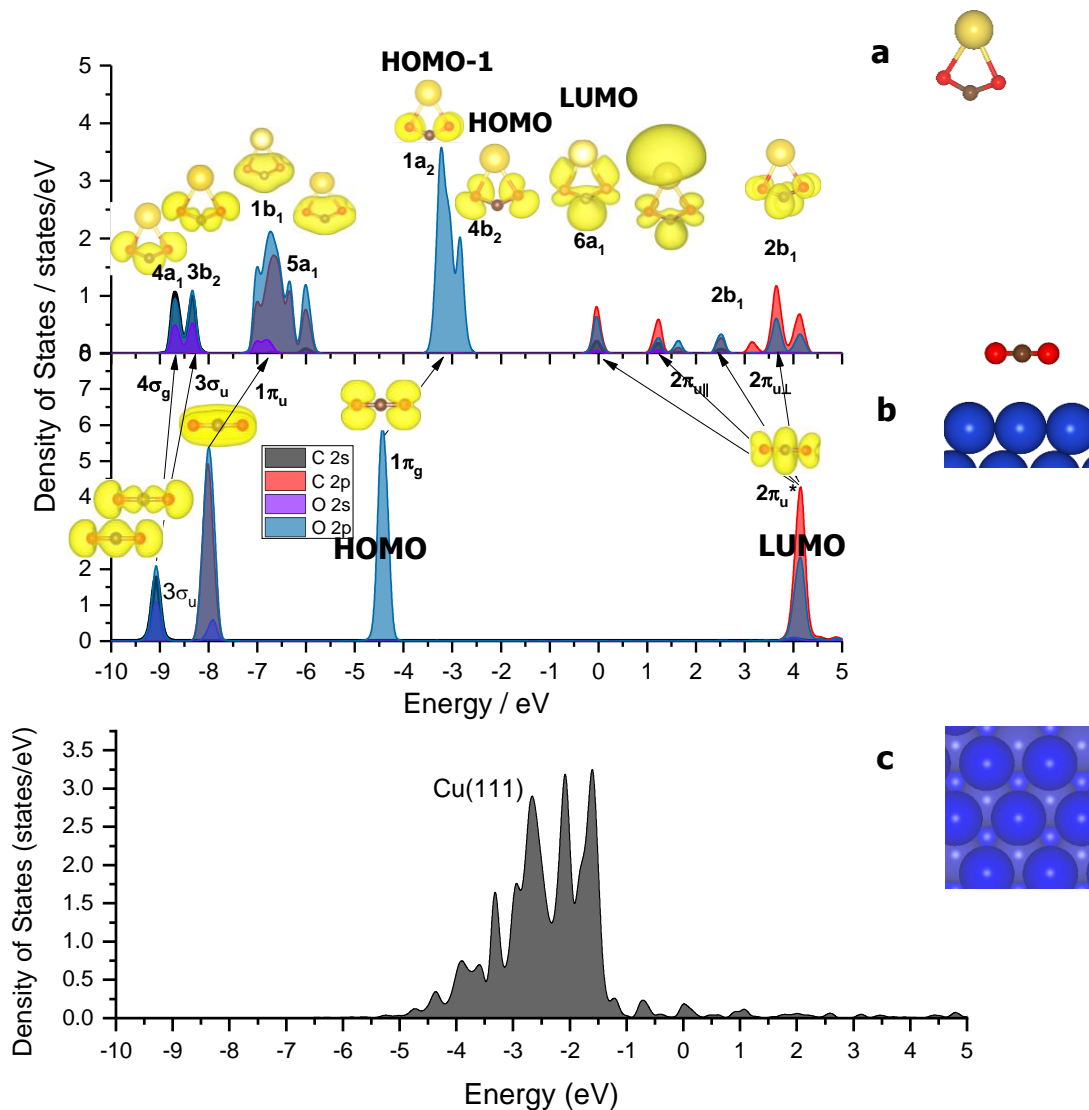 a
HOMO-1
HOMO
LUMO
1a2
4b2
6a1
2b1
2b1
4a1 3b2
1b1
5a1
5
4
3
2
1
0
Density of States / states/eV
4σg
3σu
1πu
2πu||
2πu⊥
b
8
7
6
5
4
3
2
1
0
C 2s
C 2p
O 2s
O 2p
1πg
HOMO
2πu*
LUMO
3σu
-10 -9 -8 -7 -6 -5 -4 -3 -2 -1 0 1 2 3 4 5
Energy / eV
c
Cu(111)
3.5
3.0
2.5
2.0
1.5
1.0
0.5
0.0
Density of States (states/eV)
-10 -9 -8 -7 -6 -5 -4 -3 -2 -1 0 1 2 3 4 5
Energy (eV)